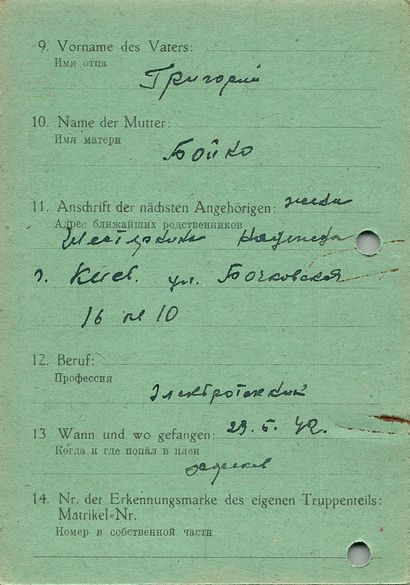 9. Vorname des Vaters:
Имя отца
Григорий
10. Name der Mutter:
Имя матери
Бойко
11. Anschrift der nächsten Angehörigen: жена
Адрес ближайших родственников
Надежда
г. Киев. ул. Бочковская
16 кв 10
12. Beruf:
Профессия
Электротехник
13 Wann und wo gefangen: 29. 5. 42.
Когда и где попал в плен
14. Nr. der Erkennungsmarke des eigenen Truppenteils:
Matrikel-Nr.
Номер в собственной части